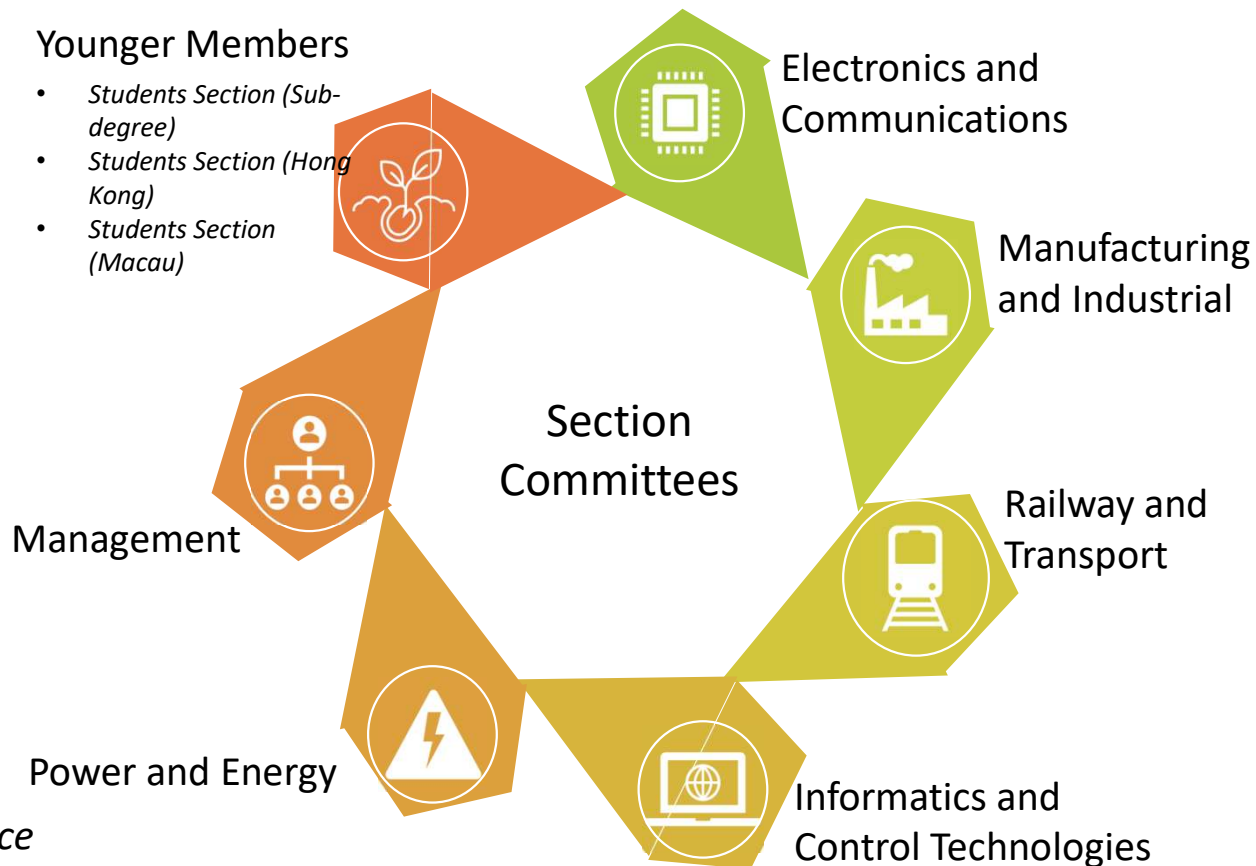 Younger Members
• Students Section (Sub-
degree)
• Students Section (Hong
Kong)
• Students Section
(Macau)
Electronics and
Communications
Manufacturing
and Industrial
Railway and
Transport
Informatics and
Control Technologies
Power and Energy
Management
Section
Committees
ce